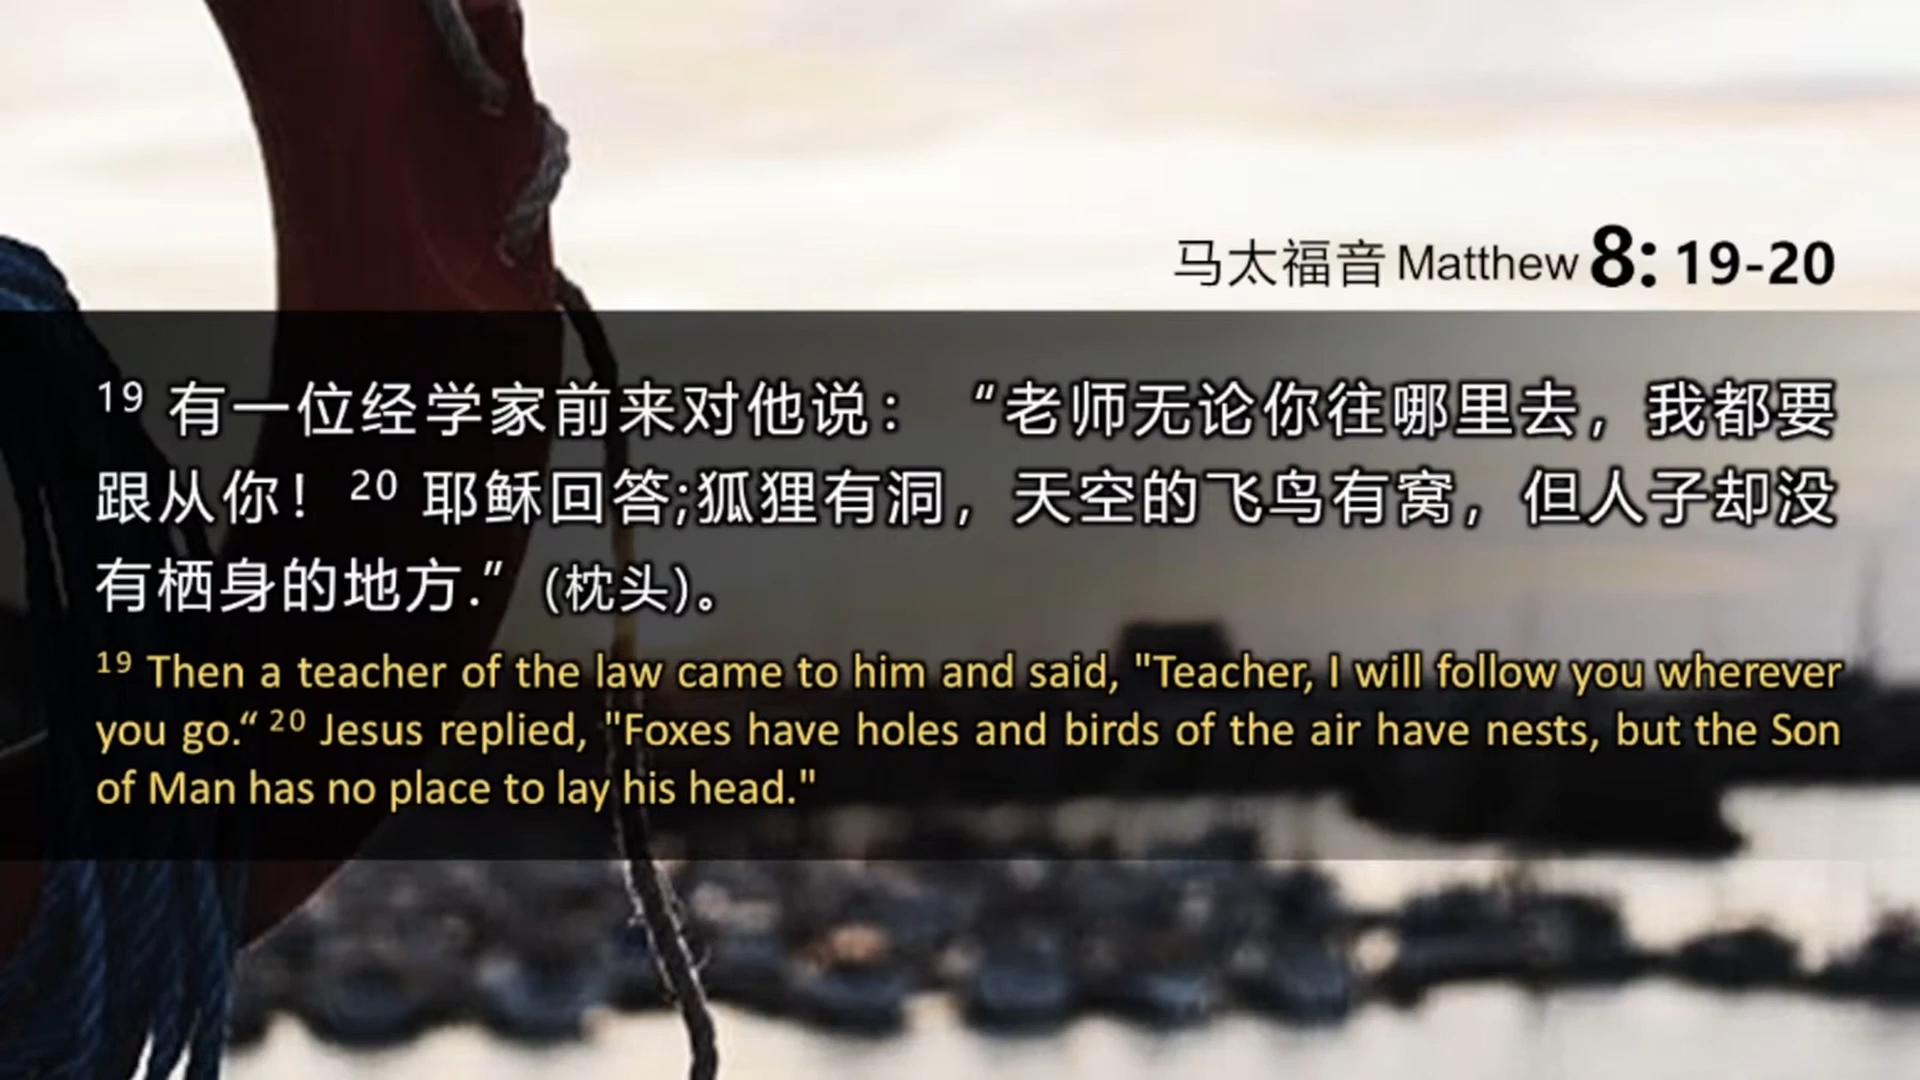 马太福音 Matthew 8: 19-20
19 有一位经学家前来对他说： “老师无论你往哪里去，我都要
跟从你！ 20 耶稣回答;狐狸有洞，天空的飞鸟有窝，但人子却没
有栖身的地方.” (枕头)。
19 Then a teacher of the law came to him and said, "Teacher, I will follow you wherever
you go.“ 20 Jesus replied, "Foxes have holes and birds of the air have nests, but the Son
of Man has no place to lay his head."